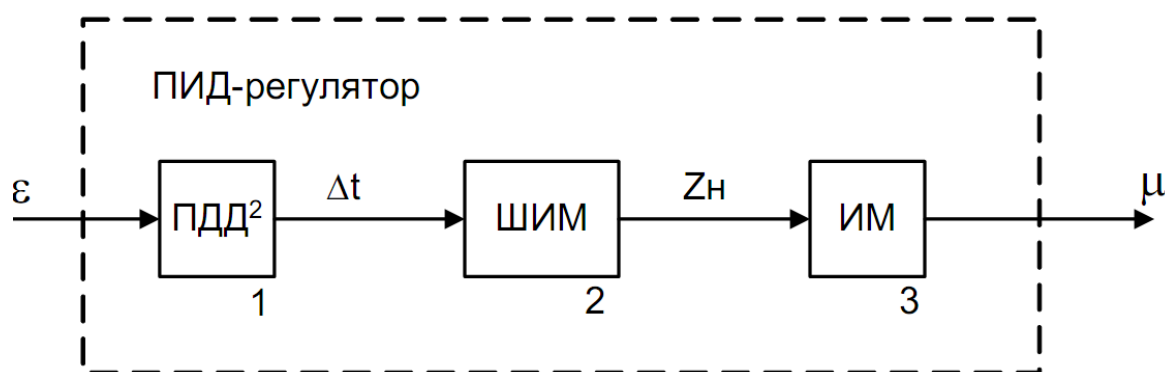 ПИД-регулятор
ε
ПДД²
Δt
ШИМ
Zн
ИМ
μ
1
2
3